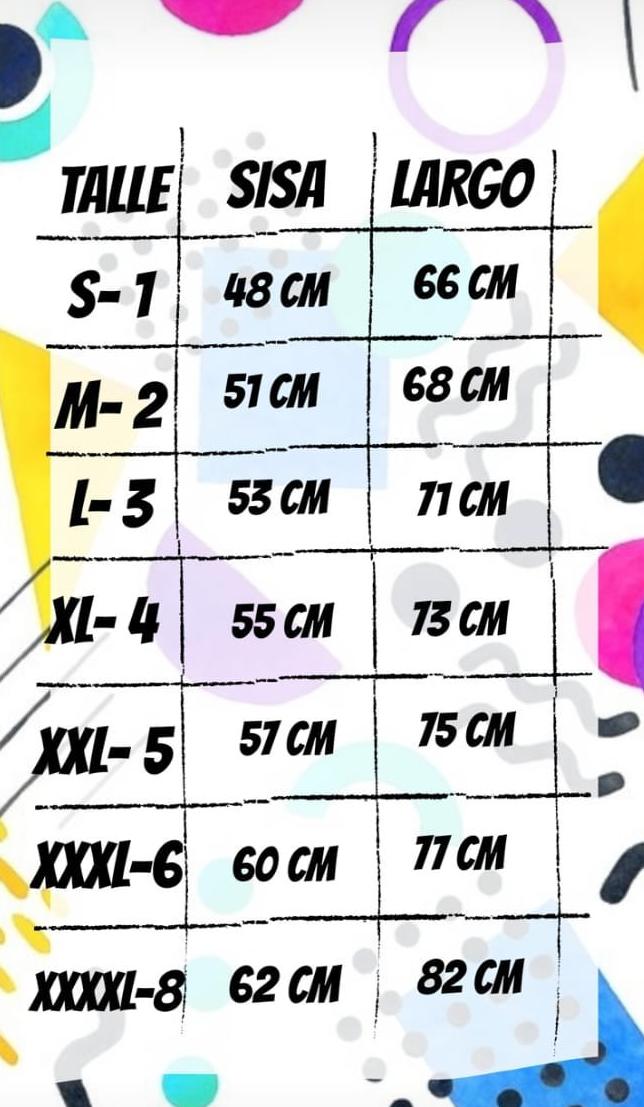 TALLE SISA LARGO
S- 1 48 CM 66 CM
M- 2 51 CM 68 CM
L- 3 53 CM 71 CM
XL- 4 55 CM 73 CM
XXL- 5 57 CM 75 CM
XXXL-6 60 CM 77 CM
XXXXL-8 62 CM 82 CM